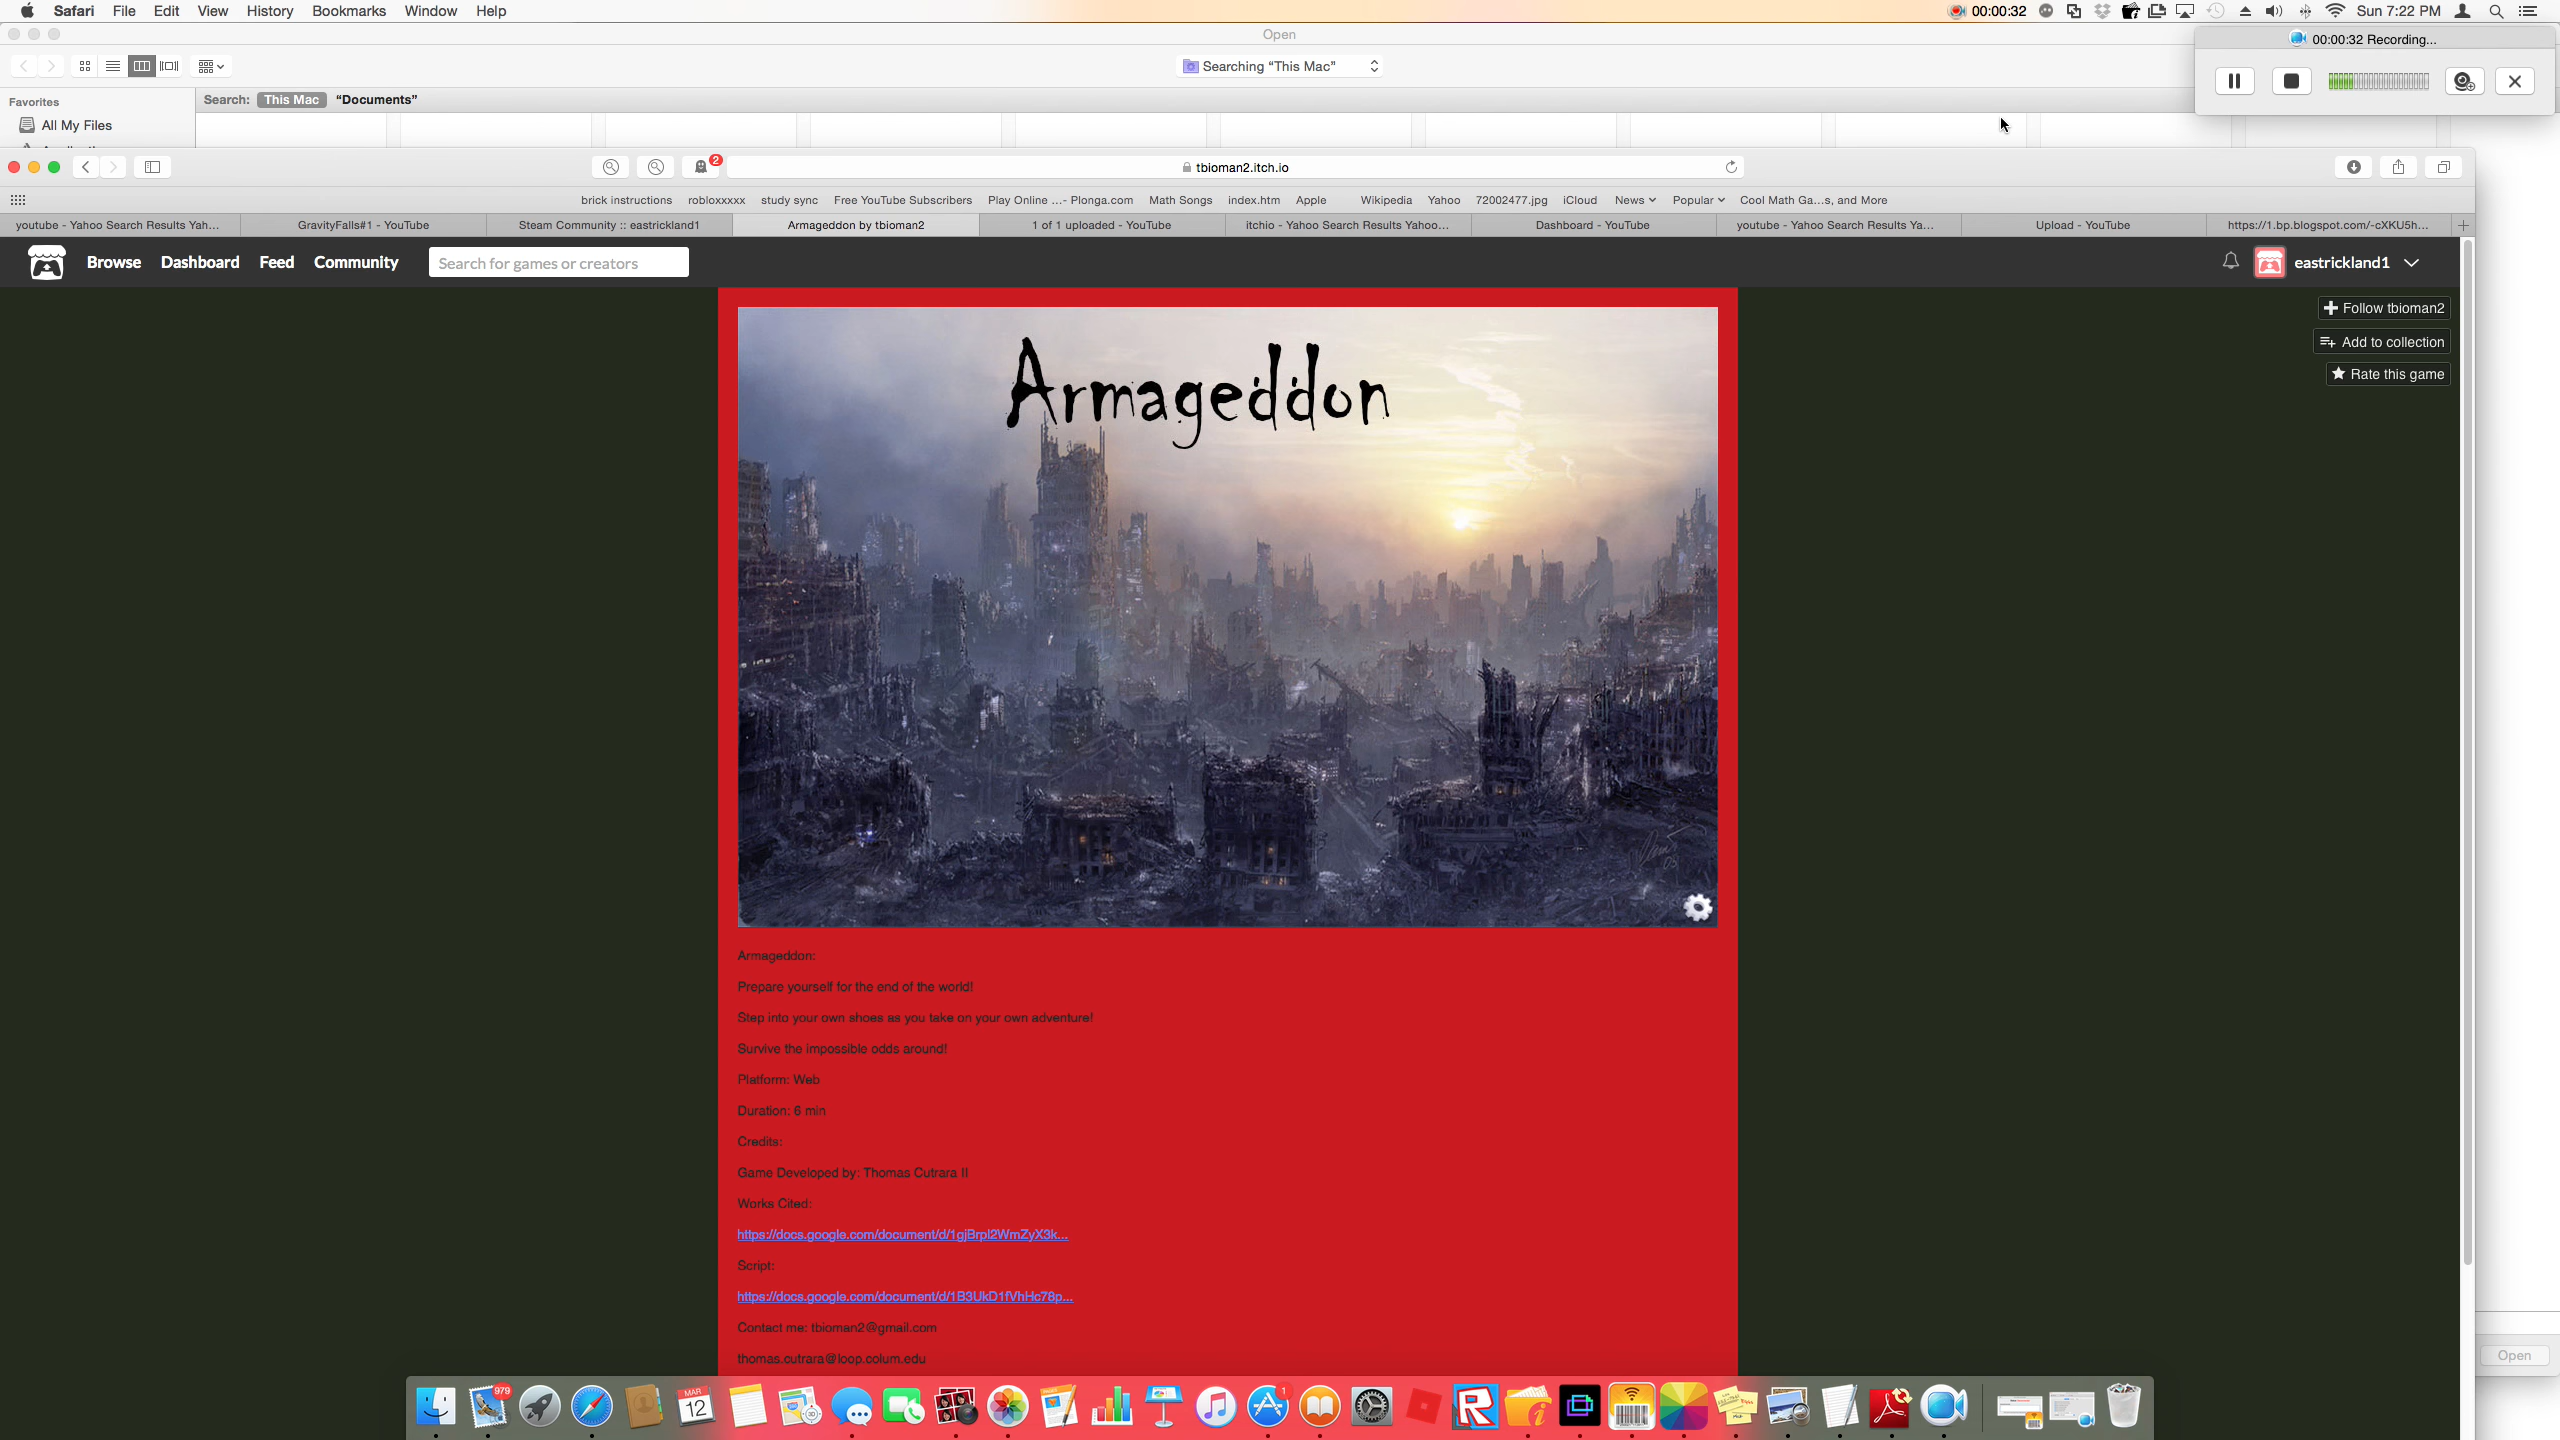 Safari File Edit View History Bookmarks Window Help 00:00:32 Sun 7:22 PM
Open
00:00:32 Recording...
Searching “This Mac”
Favorites Search: This Mac “Documents”
All My Files
2
tbioman2.itch.io
brick instructions robloxxxxx study sync Free YouTube Subscribers Play Online ...- Plonga.com Math Songs index.htm Apple Wikipedia Yahoo 72002477.jpg iCloud News Popular Cool Math Ga...s, and More
youtube - Yahoo Search Results Yah... GravityFalls#1 - YouTube Steam Community :: eastrickland1 Armageddon by tbioman2 1 of 1 uploaded - YouTube itchio - Yahoo Search Results Yahoo... Dashboard - YouTube youtube - Yahoo Search Results Ya... Upload - YouTube https://1.bp.blogspot.com/-cXKU5h...
Browse Dashboard Feed Community Search for games or creators eastrickland1
Follow tbioman2
Add to collection
Rate this game
Armageddon
Armageddon:
Prepare yourself for the end of the world!
Step into your own shoes as you take on your own adventure!
Survive the impossible odds around!
Platform: Web
Duration: 6 min
Credits:
Game Developed by: Thomas Cutrara II
Works Cited:
https://docs.google.com/document/d/1gjBrpl2WmZyX3k...
Script:
https://docs.google.com/document/d/1B3UkD1fVhHc78p...
Contact me: tbioman2@gmail.com
Open
thomas.cutrara@loop.colum.edu
979
MAR
12
1